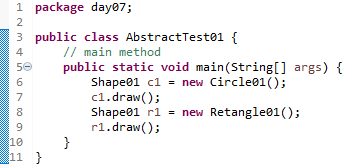 1 package day07;
2
3 public class AbstractTest01 {
4 // main method
5 public static void main(String[] args) {
6 Shape01 c1 = new Circle01();
7 c1.draw();
8 Shape01 r1 = new Retangle01();
9 r1.draw();
10 }
11 }